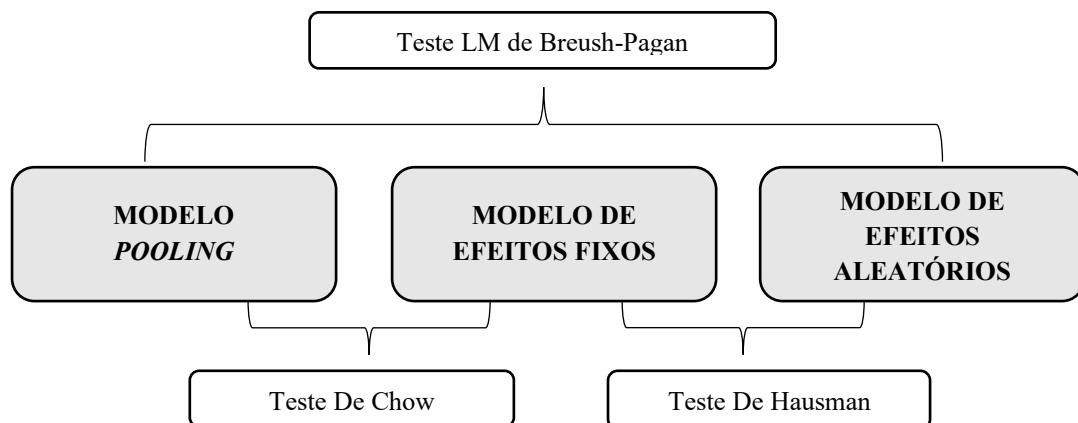 Teste LM de Breush-Pagan
MODELO
POOLING
MODELO DE
EFEITOS FIXOS
MODELO DE
EFEITOS
ALEATÓRIOS
Teste De Chow
Teste De Hausman